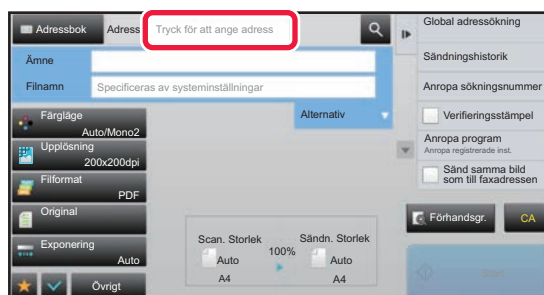 Adressbok
Adress
Tryck för att ange adress
Ämne
Filnamn
Specificeras av systeminställningar
Färgläge
Auto/Mono2
Upplösning
200x200dpi
Filformat
PDF
Original
Exponering
Auto
Övrigt
Alternativ
Scan. Storlek
Auto
A4
100%
Sändn. Storlek
Auto
A4
Global adressökning
Sändningshistorik
Anropa sökningsnummer
Verifieringsstämpel
Anropa program
Anropa registrerade inst.
Sänd samma bild
som till faxadressen
Förhandsgr.
CA
Start